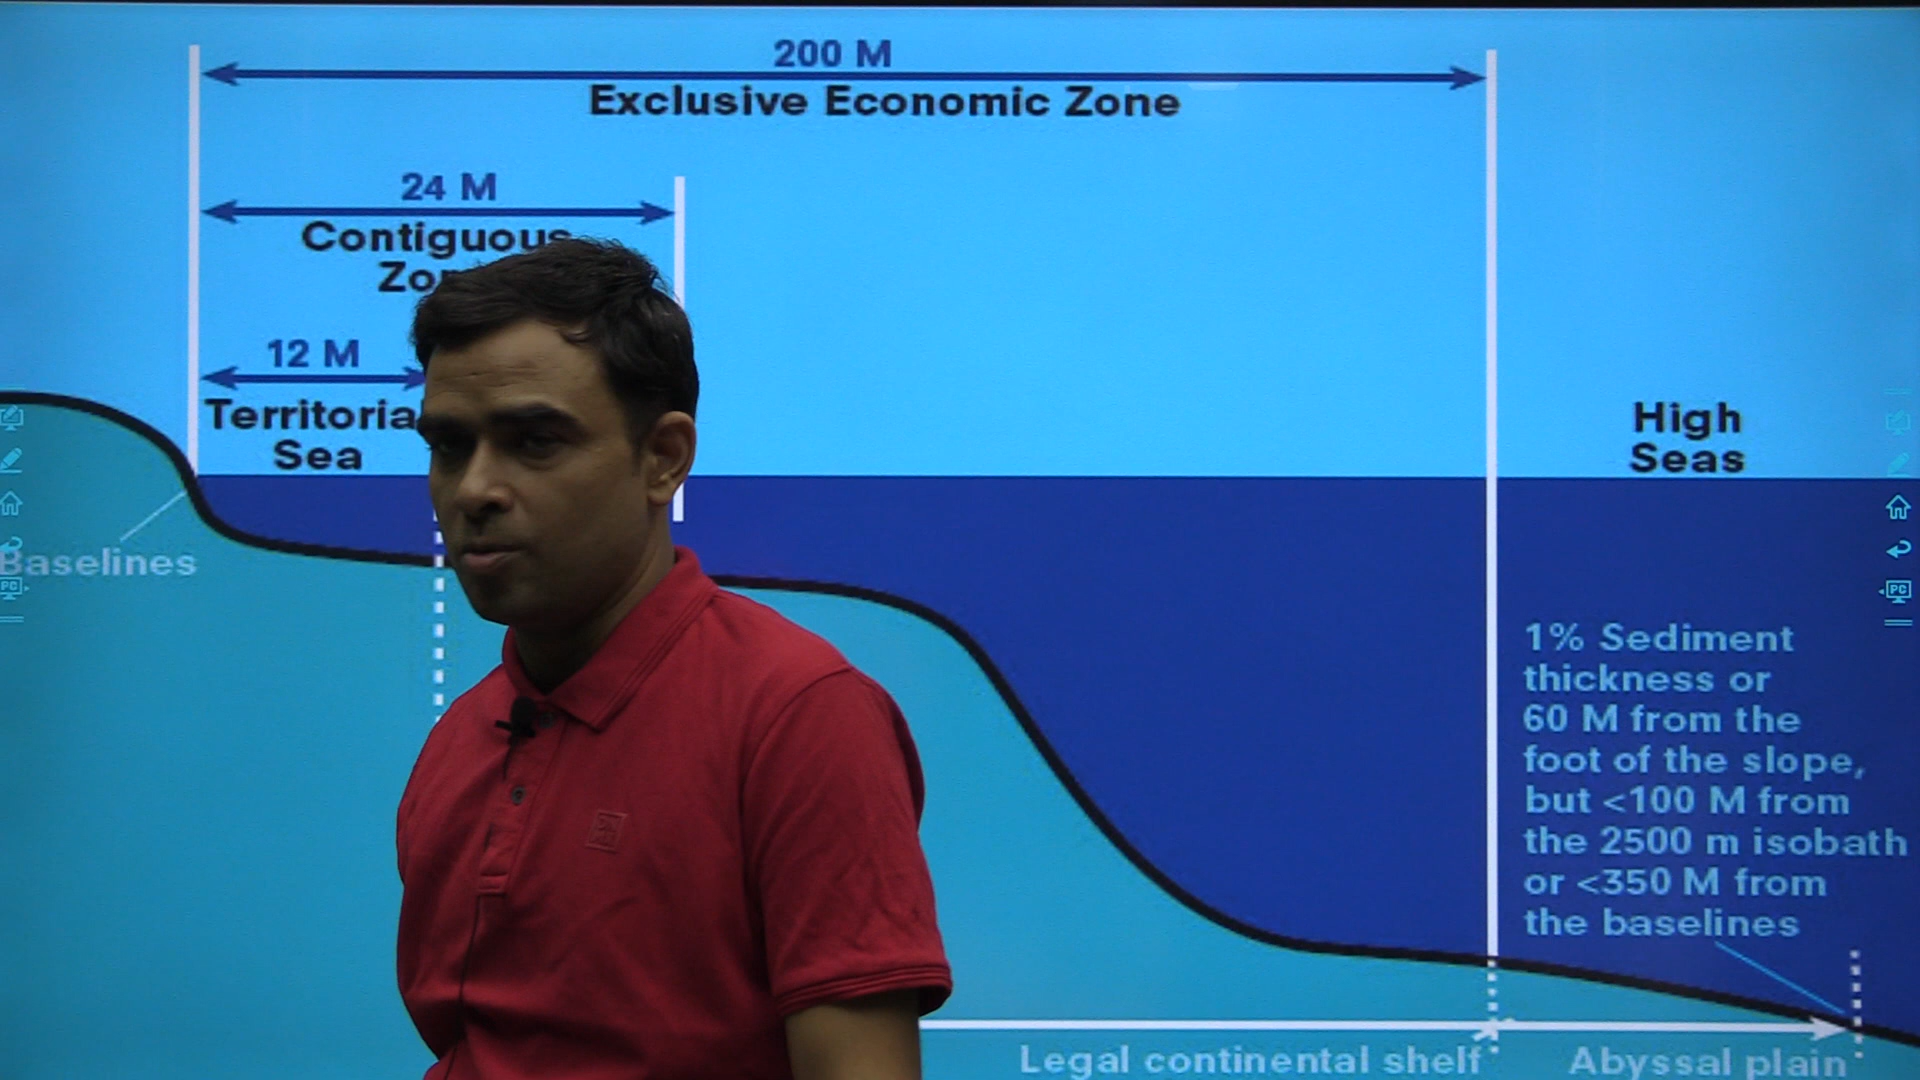 200 M
Exclusive Economic Zone
24 M
Contiguous
12 M
Territoria
Sea
High
Seas
Baselines
1% Sediment
thickness or
60 M from the
foot of the slope,
but <100 M from
the 2500 m isobath
or <350 M from
the baselines
Legal continental shelf
Abyssal plain
PC
PC